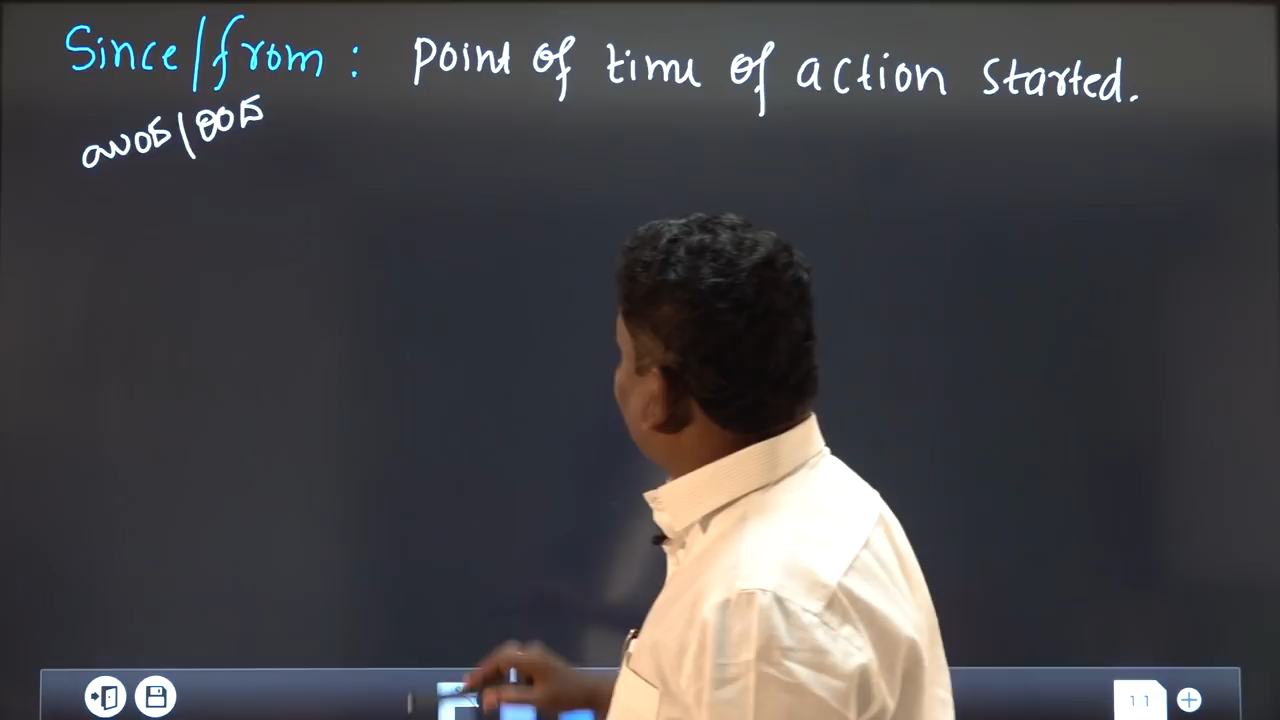 Since/from : point of time of action started.
11